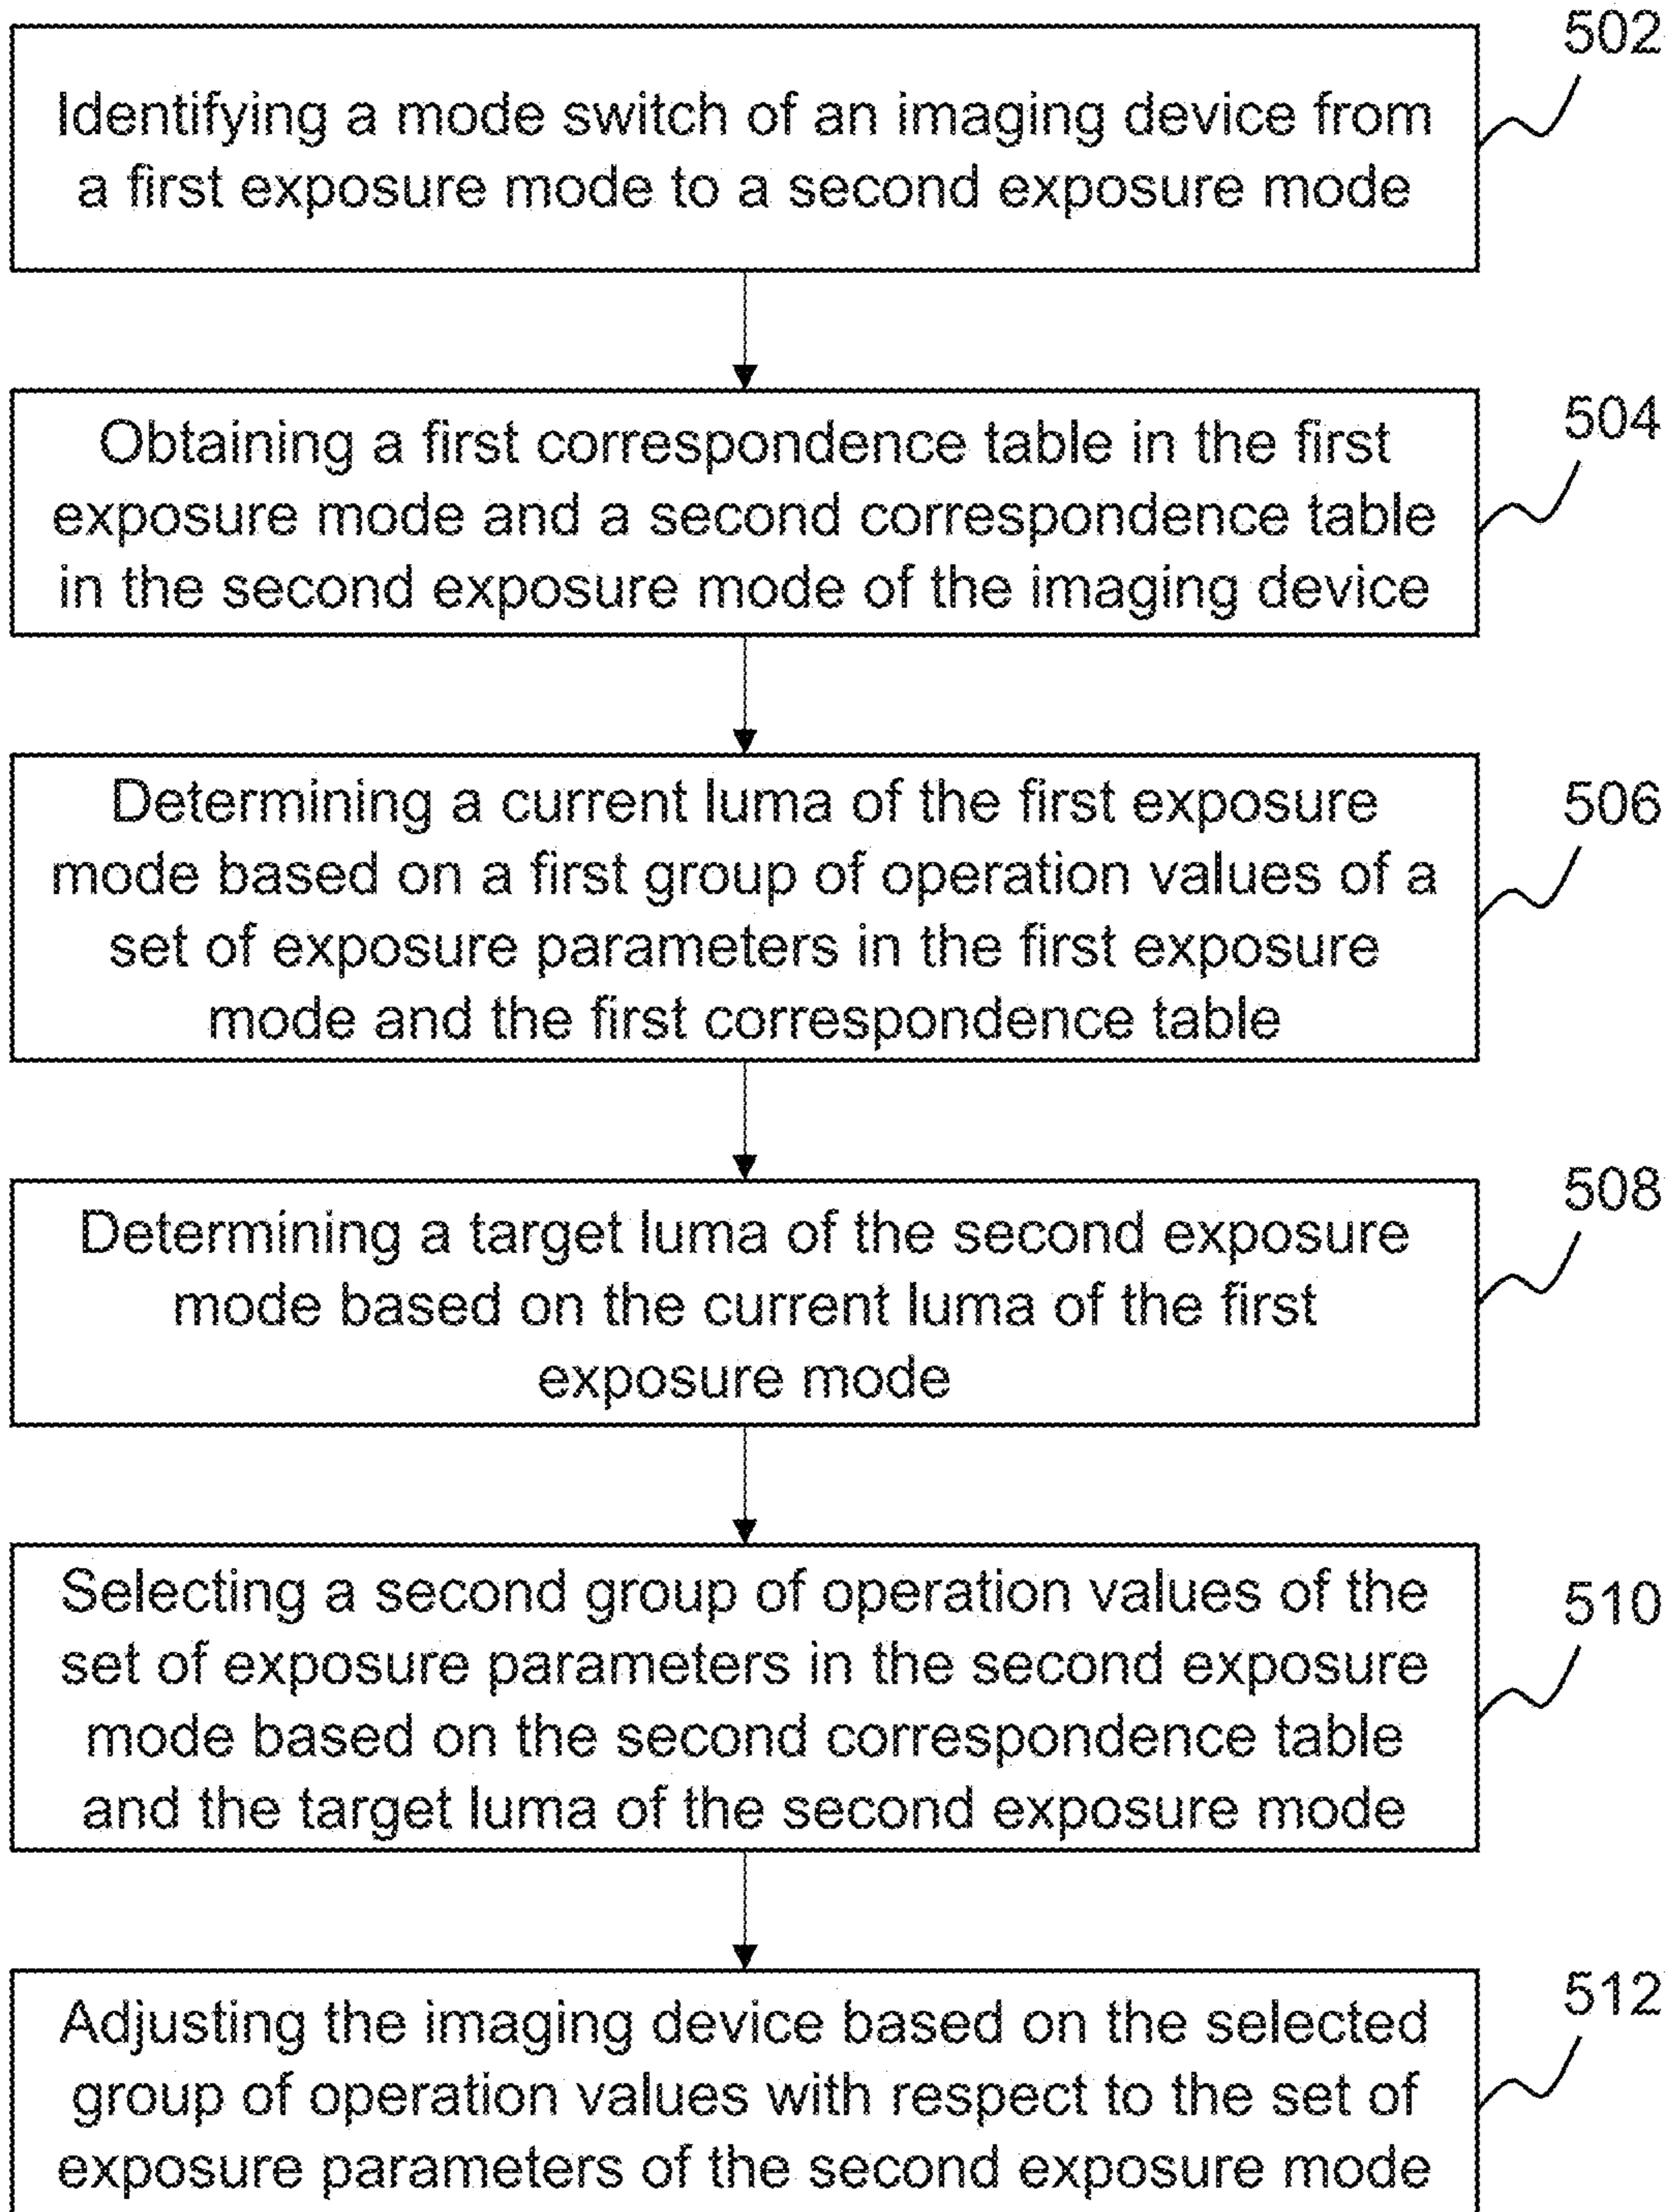 502
Identifying a mode switch of an imaging device from
a first exposure mode to a second exposure mode
504
Obtaining a first correspondence table in the first
exposure mode and a second correspondence table
in the second exposure mode of the imaging device
506
Determining a current luma of the first exposure
mode based on a first group of operation values of a
set of exposure parameters in the first exposure
mode and the first correspondence table
508
Determining a target luma of the second exposure
mode based on the current luma of the first
exposure mode
510
Selecting a second group of operation values of the
set of exposure parameters in the second exposure
mode based on the second correspondence table
and the target luma of the second exposure mode
512
Adjusting the imaging device based on the selected
group of operation values with respect to the set of
exposure parameters of the second exposure mode